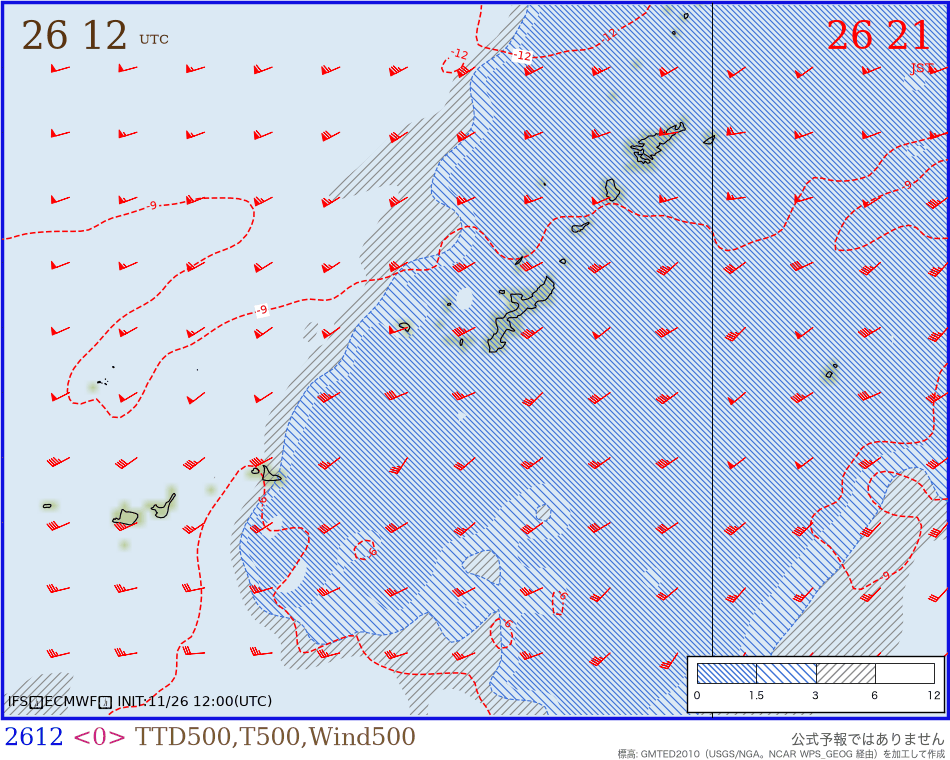 26 12 UTC
26 21
JST
-12
-12
-12
-9
-9
-9
-6
-6
-6
-6
-9
IFS□ECMWF□ INIT:11/26 12:00(UTC)
0 1.5 3 6 12
2612 <0> TTD500,T500,Wind500
公式予報ではありません
標高: GMTED2010（USGS/NGA。NCAR WPS_GEOG 経由）を加工して作成